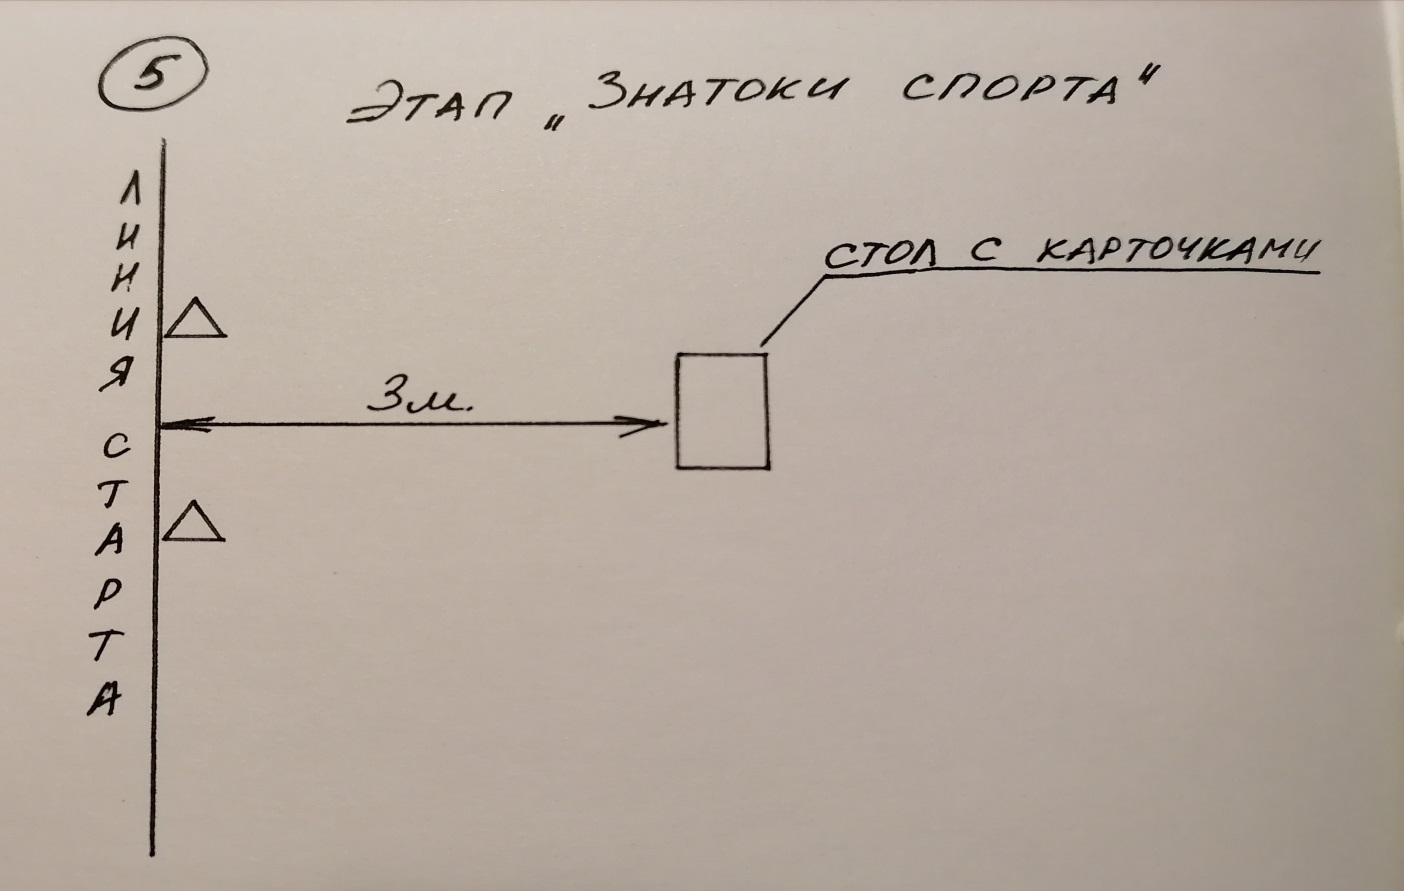 5
Этап „Знатоки спорта"
Линия старта
стол с карточками
3м.